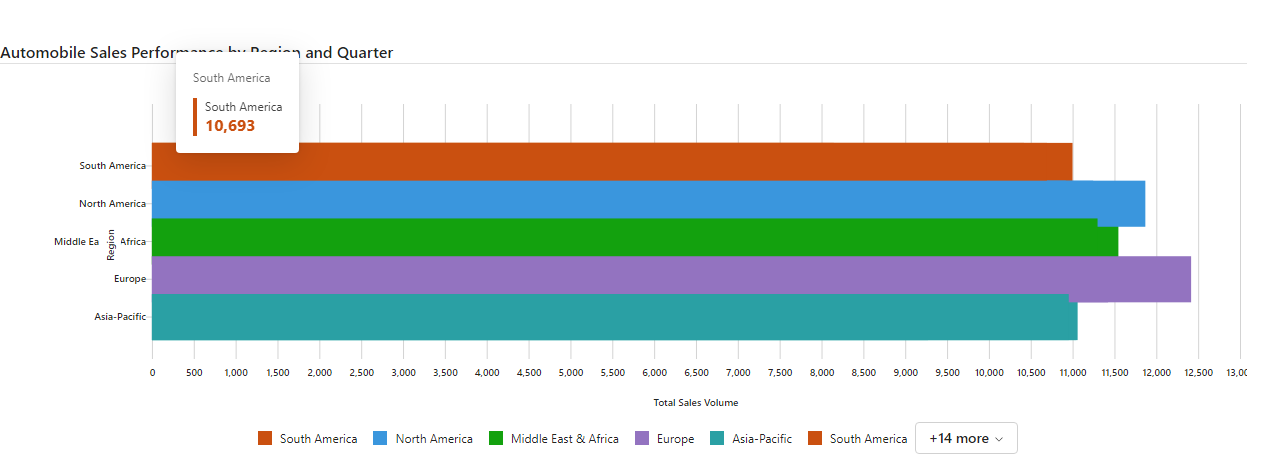 Automobile Sales Performance by Region and Quarter
South America
South America
10,693
South America
North America
Middle Ea Africa
Region
Europe
Asia-Pacific
0 500 1,000 1,500 2,000 2,500 3,000 3,500 4,000 4,500 5,000 5,500 6,000 6,500 7,000 7,500 8,000 8,500 9,000 9,500 10,000 10,500 11,000 11,500 12,000 12,500 13,00
Total Sales Volume
South America North America Middle East & Africa Europe Asia-Pacific South America +14 more